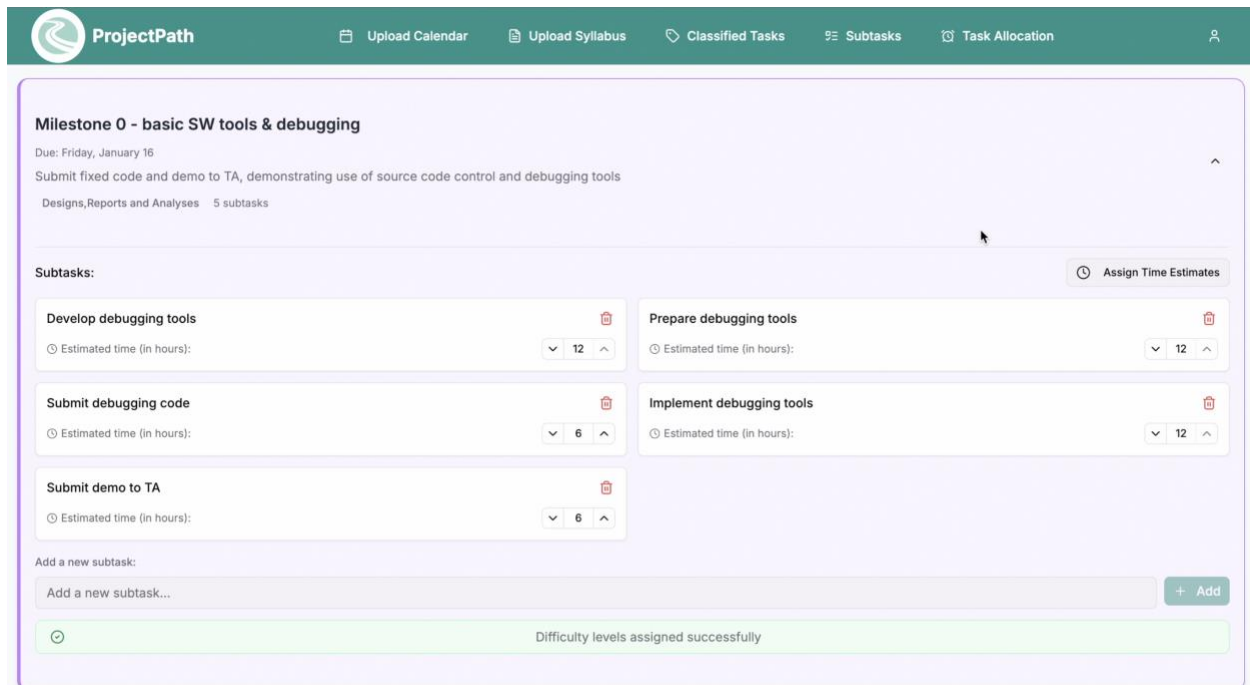 ProjectPath
Upload Calendar
Upload Syllabus
Classified Tasks
Subtasks
Task Allocation
Milestone 0 - basic SW tools & debugging
Due: Friday, January 16
Submit fixed code and demo to TA, demonstrating use of source code control and debugging tools
Designs,Reports and Analyses 5 subtasks
Subtasks:
Assign Time Estimates
Develop debugging tools
Estimated time (in hours): 12
Prepare debugging tools
Estimated time (in hours): 12
Submit debugging code
Estimated time (in hours): 6
Implement debugging tools
Estimated time (in hours): 12
Submit demo to TA
Estimated time (in hours): 6
Add a new subtask:
Add a new subtask...
+ Add
Difficulty levels assigned successfully